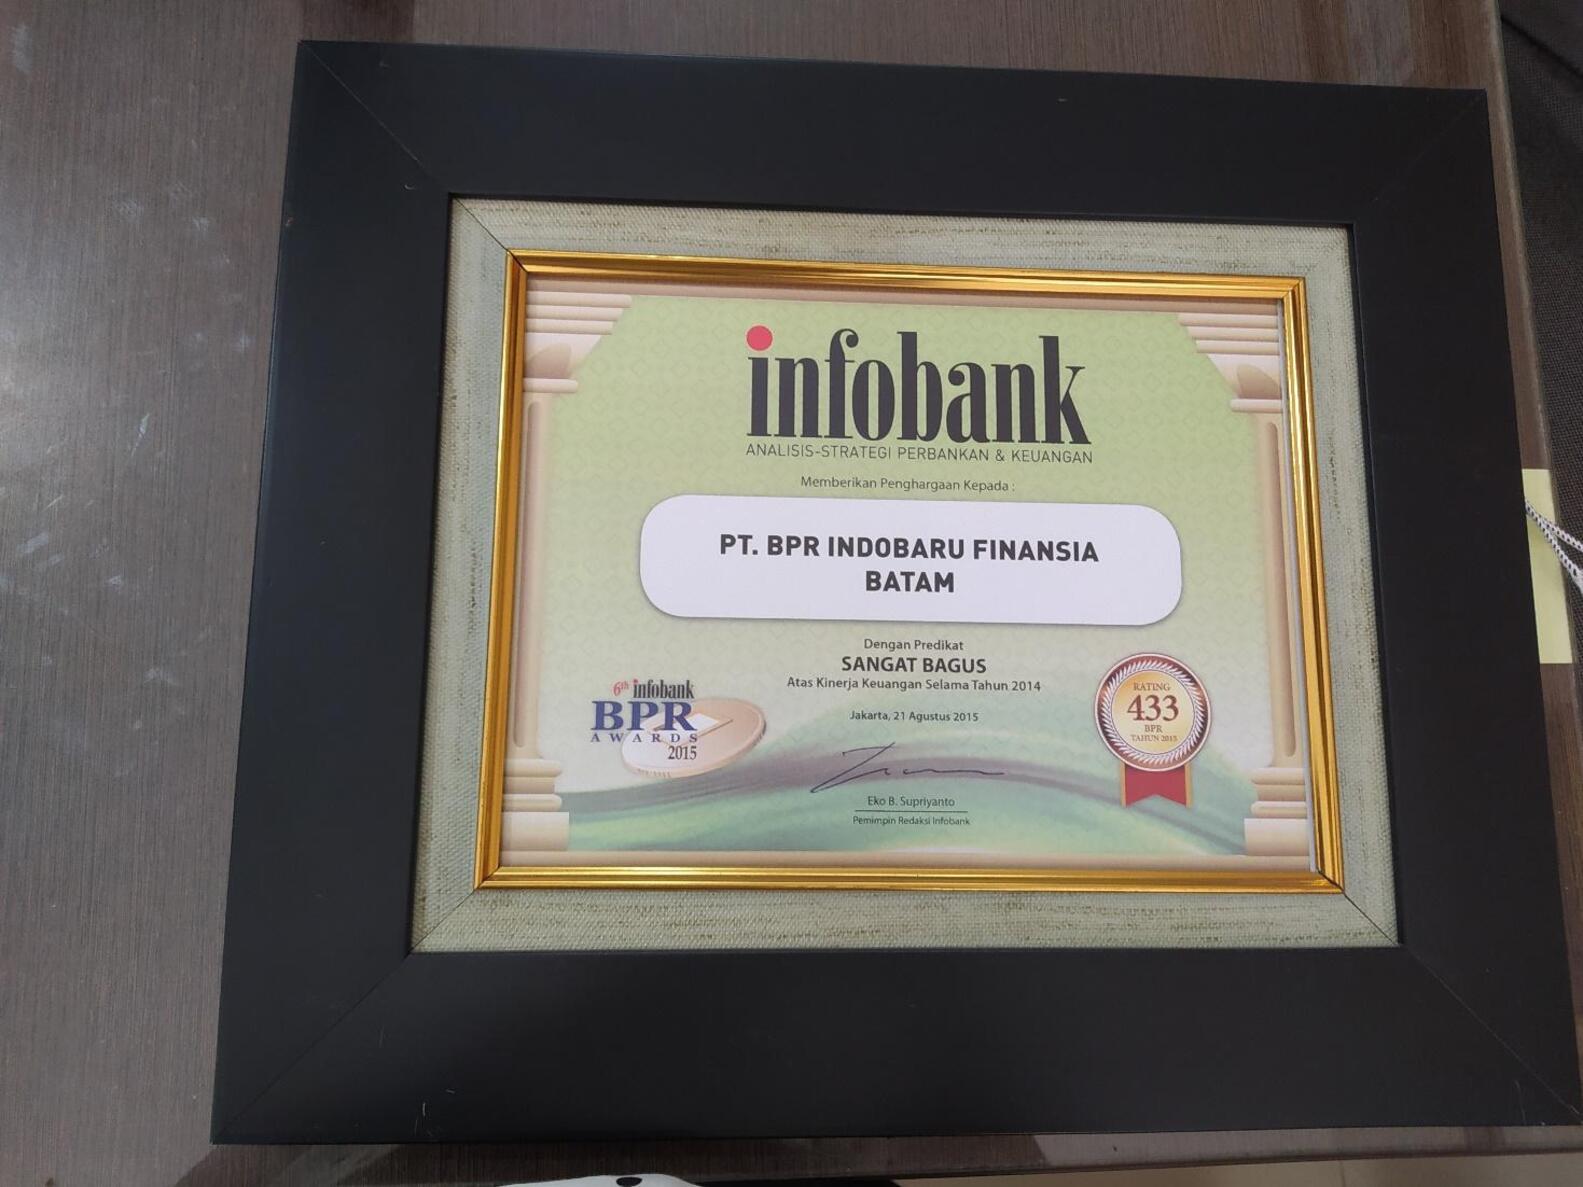 infobank
ANALISIS-STRATEGI PERBANKAN & KEUANGAN
Memberikan Penghargaan Kepada :
PT. BPR INDOBARU FINANSIA
BATAM
Dengan Predikat
SANGAT BAGUS
Atas Kinerja Keuangan Selama Tahun 2014
Jakarta, 21 Agustus 2015
Eko B. Supriyanto
Pemimpin Redaksi Infobank
6th infobank
BPR
AWARDS
2015
RATING
433
BPR
TAHUN 2015